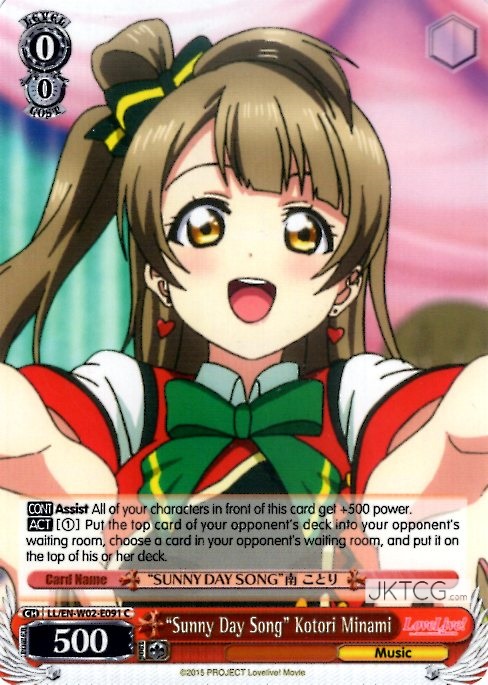 LEVEL
0
0
COST
CONT Assist All of your characters in front of this card get +500 power.
ACT [①] Put the top card of your opponent's deck into your opponent's
waiting room, choose a card in your opponent's waiting room, and put it on
the top of his or her deck.
Card Name "SUNNY DAY SONG"南 ことり
JKTCG.com
CH LL/EN-W02-E091 C
POWER 500
"Sunny Day Song" Kotori Minami
LoveLive!
Music
©2015 PROJECT Lovelive! Movie